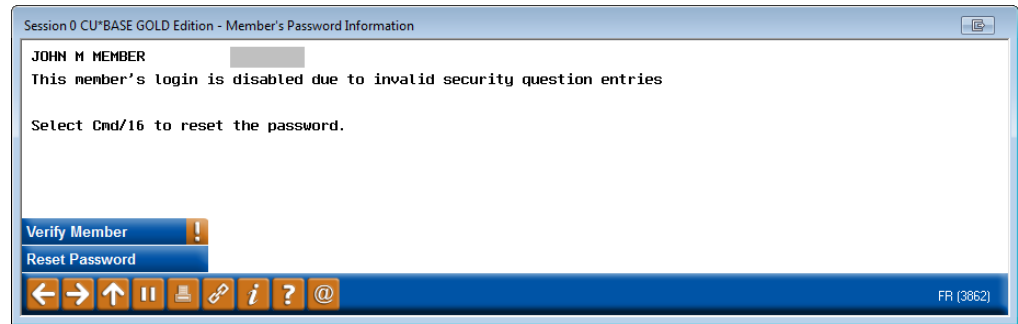 Session 0 CU*BASE GOLD Edition - Member's Password Information
JOHN M MEMBER
This member's login is disabled due to invalid security question entries
Select Cmd/16 to reset the password.
Verify Member !
Reset Password
i ? @
FR (3862)